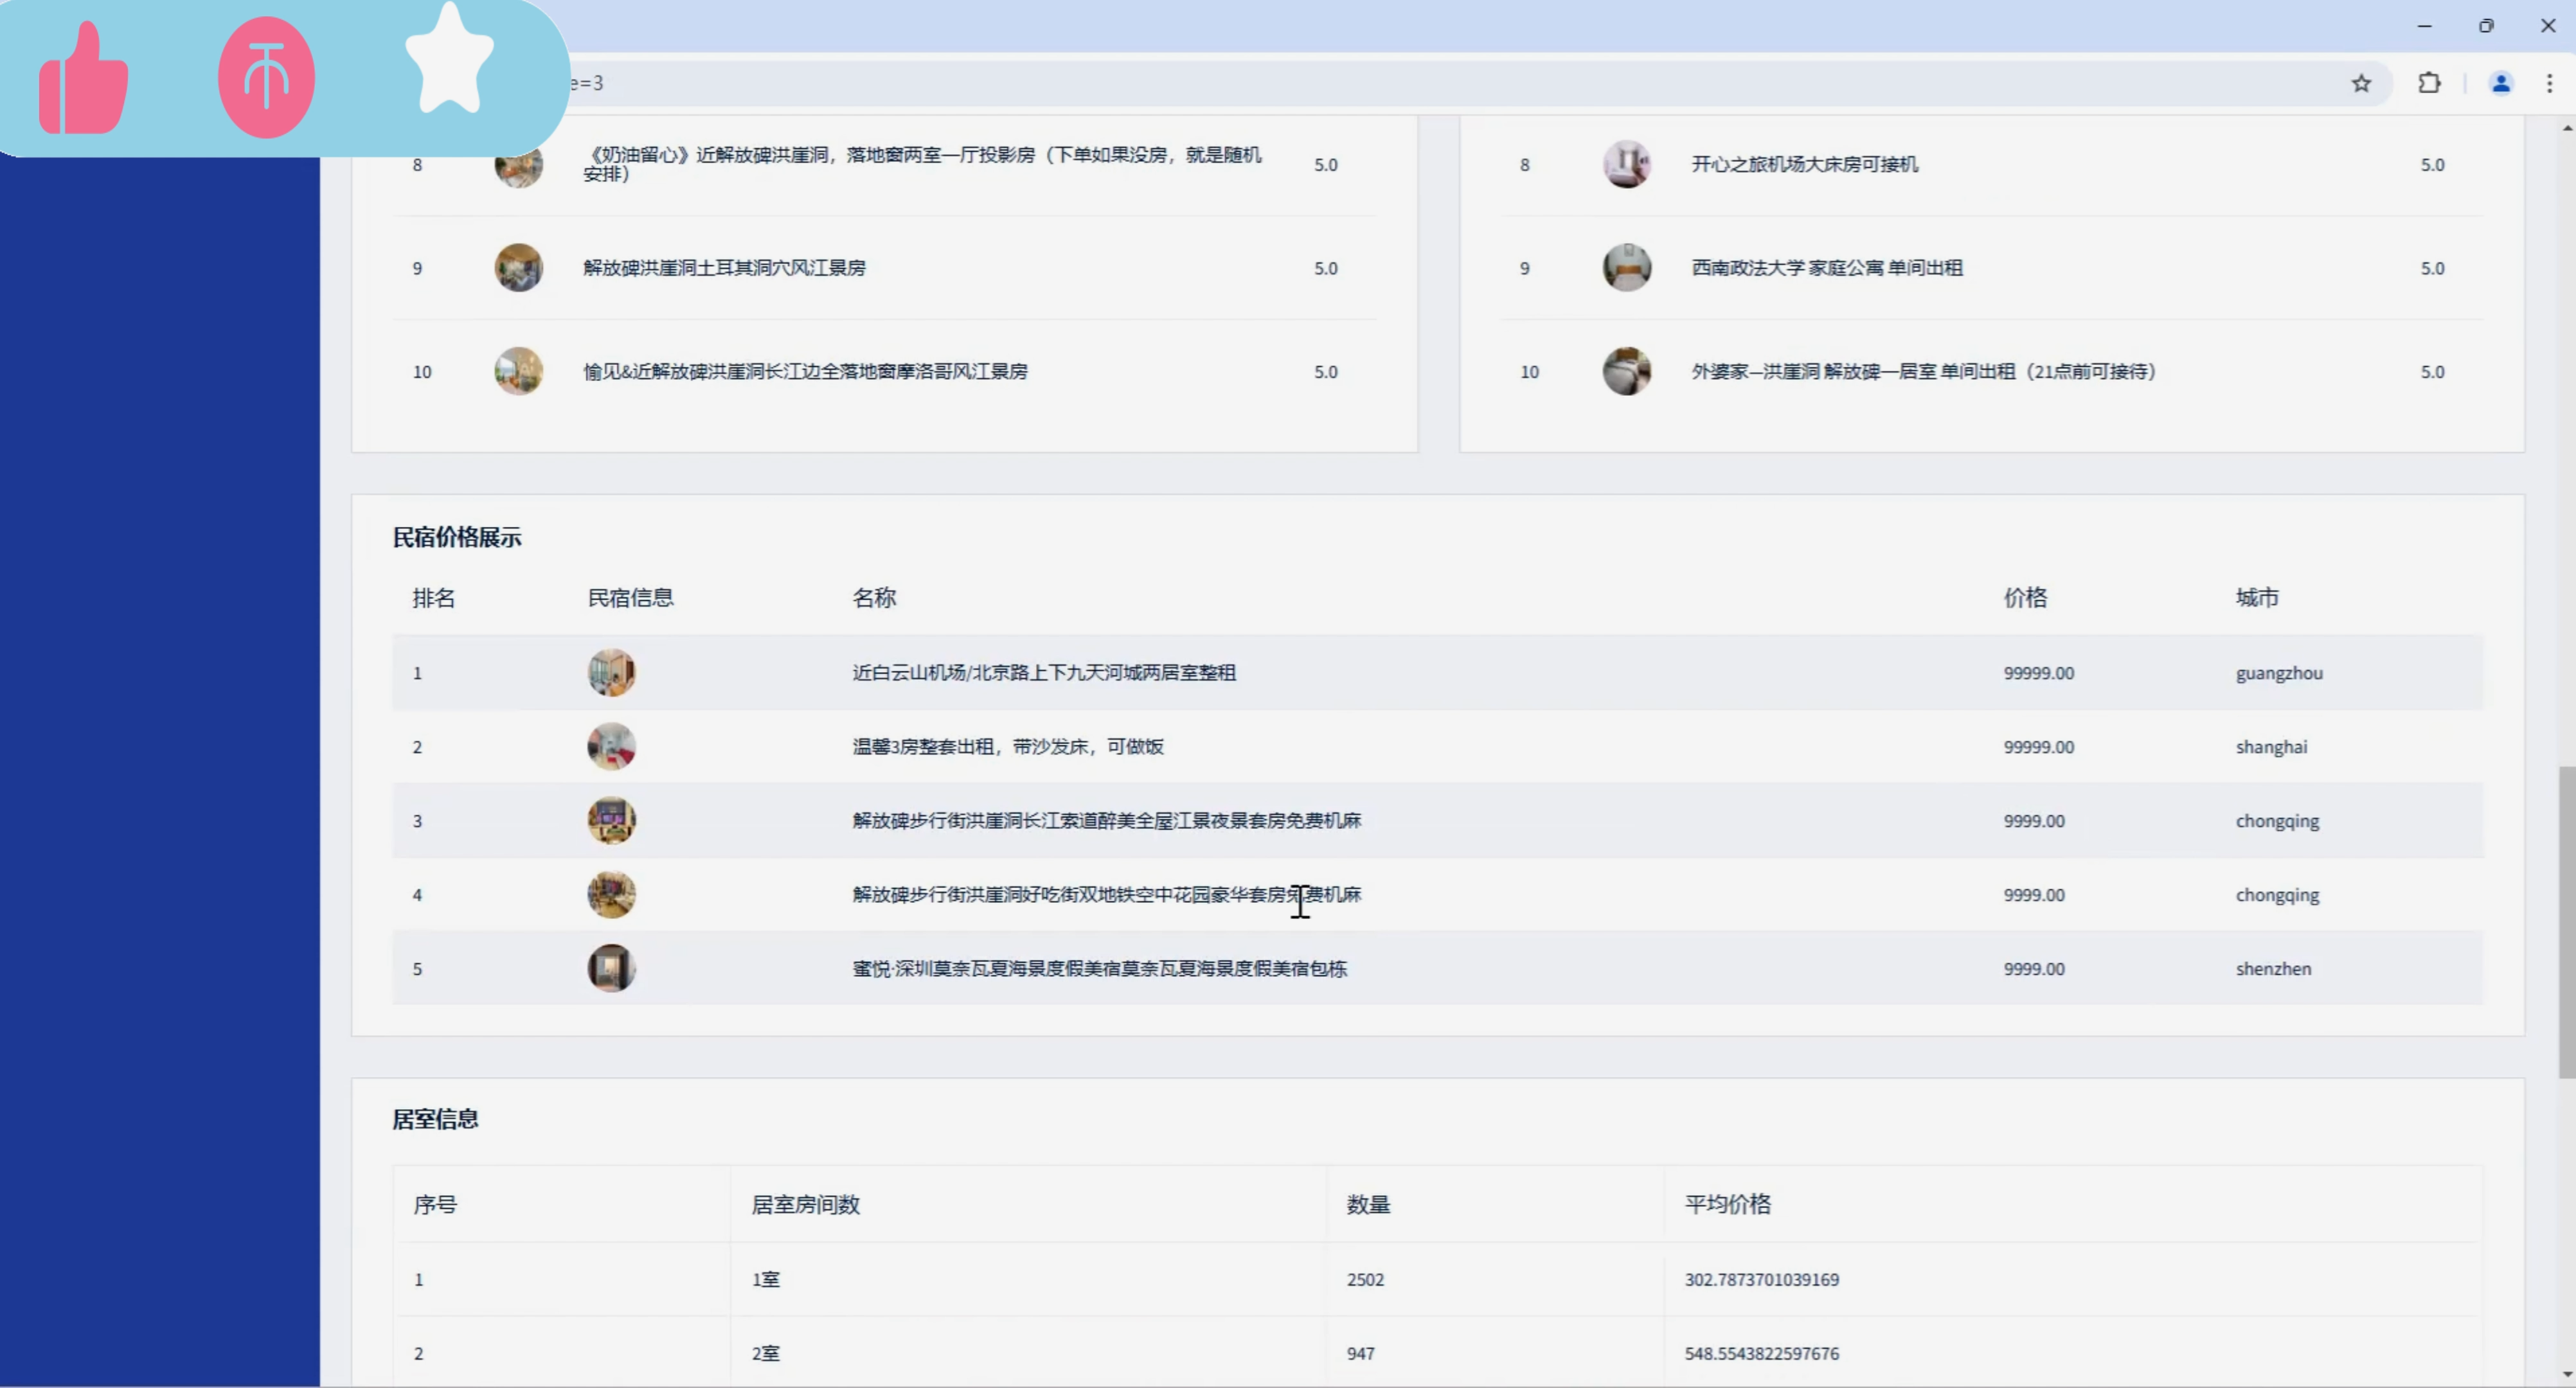 e=3
8 《奶油留心》近解放碑洪崖洞，落地窗两室一厅投影房（下单如果没房，就是随机
安排） 5.0
9 解放碑洪崖洞土耳其洞穴风江景房 5.0
10 愉见&近解放碑洪崖洞长江边全落地窗摩洛哥风江景房 5.0
8 开心之旅机场大床房可接机 5.0
9 西南政法大学 家庭公寓 单间出租 5.0
10 外婆家—洪崖洞 解放碑一居室 单间出租（21点前可接待） 5.0
民宿价格展示
排名 民宿信息 名称 价格 城市
1 近白云山机场/北京路上下九天河城两居室整租 99999.00 guangzhou
2 温馨3房整套出租，带沙发床，可做饭 99999.00 shanghai
3 解放碑步行街洪崖洞长江索道醉美全屋江景夜景套房免费机麻 9999.00 chongqing
4 解放碑步行街洪崖洞好吃街双地铁空中花园豪华套房免费机麻 9999.00 chongqing
5 蜜悦·深圳莫奈瓦夏海景度假美宿莫奈瓦夏海景度假美宿包栋 9999.00 shenzhen
居室信息
序号 居室房间数 数量 平均价格
1 1室 2502 302.7873701039169
2 2室 947 548.5543822597676